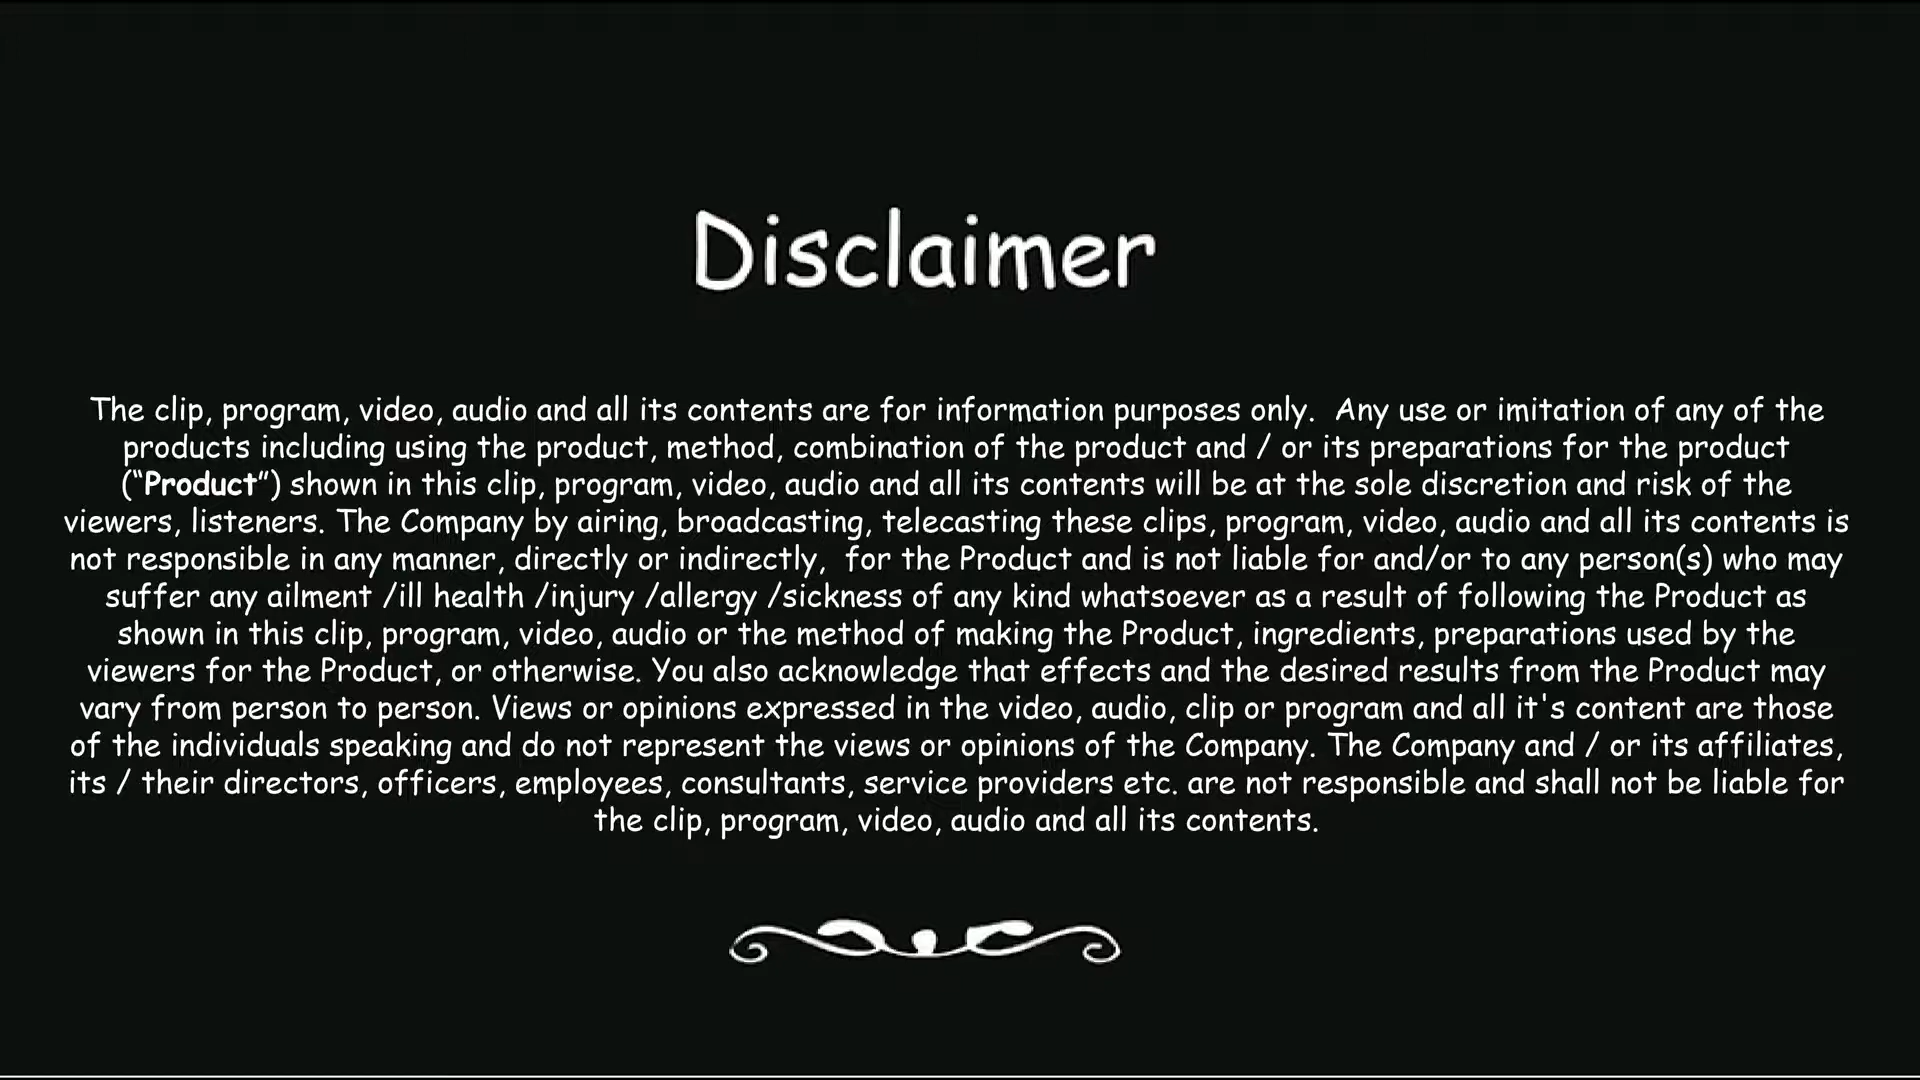 Disclaimer
The clip, program, video, audio and all its contents are for information purposes only.  Any use or imitation of any of the
products including using the product, method, combination of the product and / or its preparations for the product
(“Product”) shown in this clip, program, video, audio and all its contents will be at the sole discretion and risk of the
viewers, listeners. The Company by airing, broadcasting, telecasting these clips, program, video, audio and all its contents is
not responsible in any manner, directly or indirectly,  for the Product and is not liable for and/or to any person(s) who may
suffer any ailment /ill health /injury /allergy /sickness of any kind whatsoever as a result of following the Product as
shown in this clip, program, video, audio or the method of making the Product, ingredients, preparations used by the
viewers for the Product, or otherwise. You also acknowledge that effects and the desired results from the Product may
vary from person to person. Views or opinions expressed in the video, audio, clip or program and all it's content are those
of the individuals speaking and do not represent the views or opinions of the Company. The Company and / or its affiliates,
its / their directors, officers, employees, consultants, service providers etc. are not responsible and shall not be liable for
the clip, program, video, audio and all its contents.